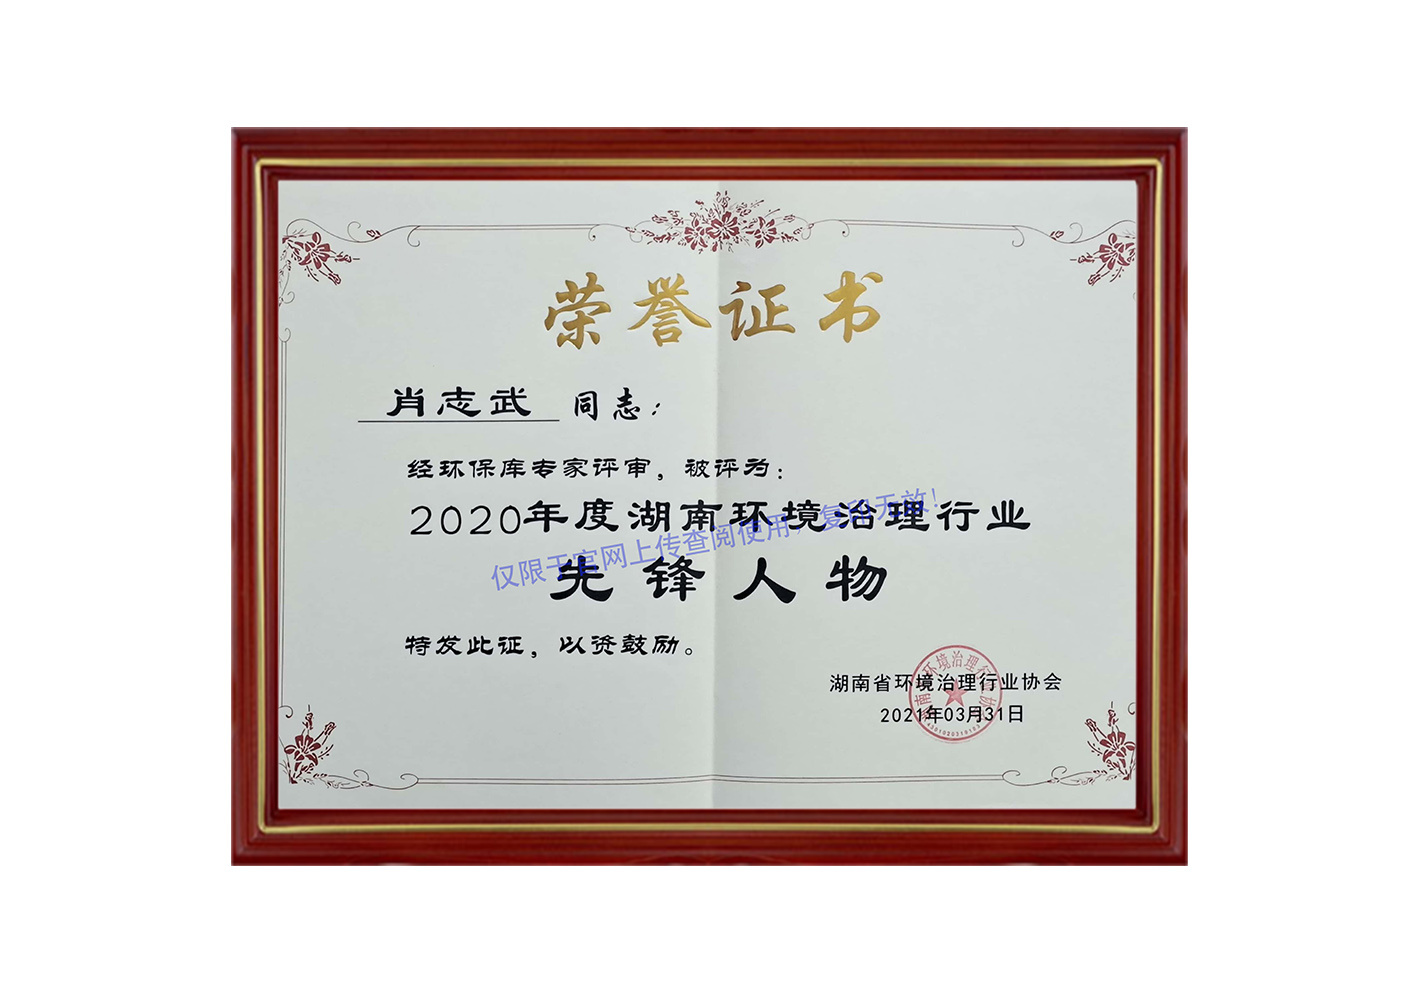 荣誉证书
肖志武 同志：
经环保库专家评审，被评为：
2020年度湖南环境治理行业
仅限于官网上传查阅使用，复印无效！
先锋人物
特发此证，以资鼓励。
湖南省环境治理行业协会
2021年03月31日